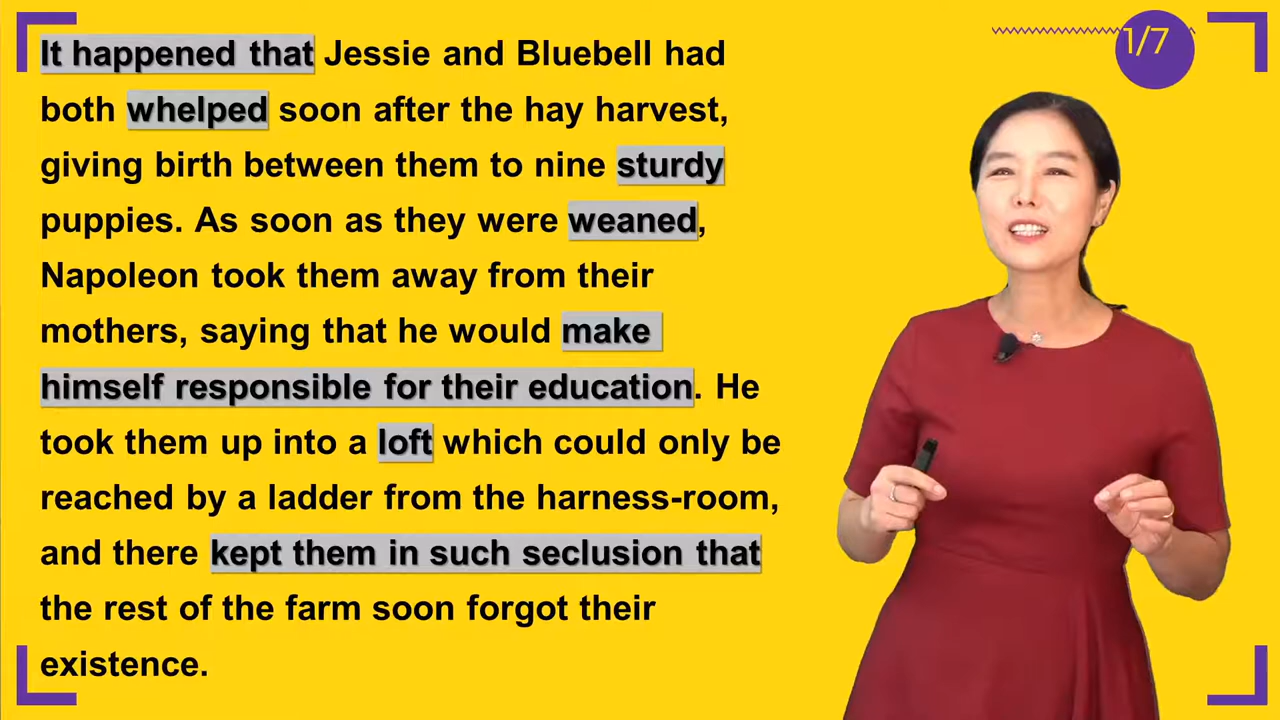 It happened that Jessie and Bluebell had
both whelped soon after the hay harvest,
giving birth between them to nine sturdy
puppies. As soon as they were weaned,
Napoleon took them away from their
mothers, saying that he would make
himself responsible for their education. He
took them up into a loft which could only be
reached by a ladder from the harness-room,
and there kept them in such seclusion that
the rest of the farm soon forgot their
existence.
1/7